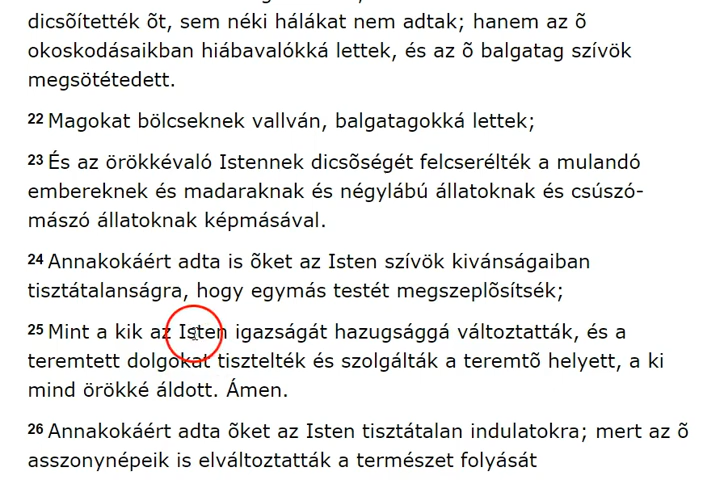 dicsõítették õt, sem néki hálákat nem adtak; hanem az õ
okoskodásaikban hiábavalókká lettek, és az õ balgatag szívök
megsötétedett.
22 Magokat bölcseknek vallván, balgatagokká lettek;
23 És az örökkévaló Istennek dicsõségét felcserélték a mulandó
embereknek és madaraknak és négylábú állatoknak és csúszó-
mászó állatoknak képmásával.
24 Annakokáért adta is õket az Isten szívök kivánságaiban
tisztátalanságra, hogy egymás testét megszeplõsítsék;
25 Mint a kik az Isten igazságát hazugsággá változtatták, és a
teremtett dolgokat tisztelték és szolgálták a teremtõ helyett, a ki
mind örökké áldott. Ámen.
26 Annakokáért adta õket az Isten tisztátalan indulatokra; mert az õ
asszonynépeik is elváltoztatták a természet folyását